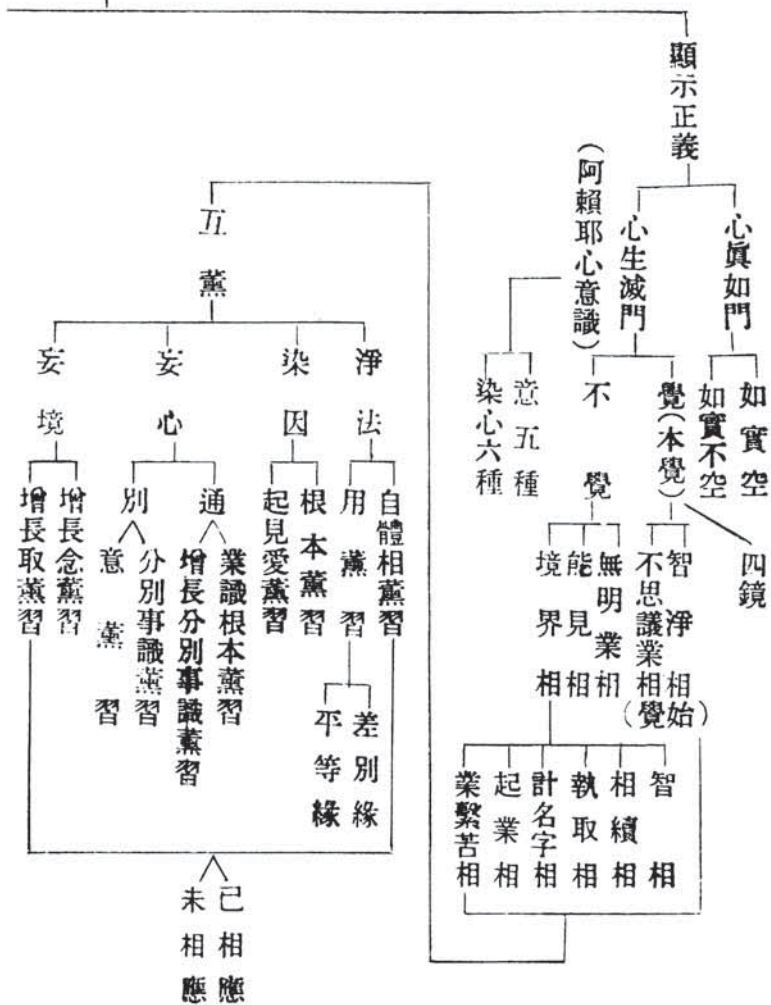 顯示正義
心眞如門
如實空
如實不空
心生滅門
(阿賴耶心意識)
覺(本覺)
四鏡
智淨相
不思議業相
(始覺)
不覺
無明業相
能見相
境界相
智相
相續相
執取相
計名字相
起業相
業繫苦相
意五種
染心六種
五薰
淨法
自體相薰習
用薰習
差別緣
平等緣
染因
根本薰習
起見愛薰習
妄心
通
業識根本薰習
增長分別事識薰習
別
分別事識薰習
意薰習
妄境
增長念薰習
增長取薰習
已相應
未相應